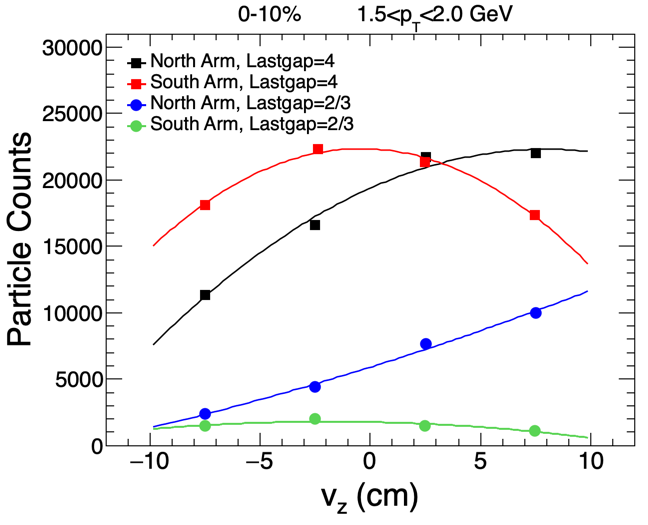 0-10% 1.5<pT<2.0 GeV
30000
North Arm, Lastgap=4
South Arm, Lastgap=4
25000
North Arm, Lastgap=2/3
South Arm, Lastgap=2/3
20000
15000
10000
5000
0
Particle Counts
−10 −5 0 5 10
vz (cm)